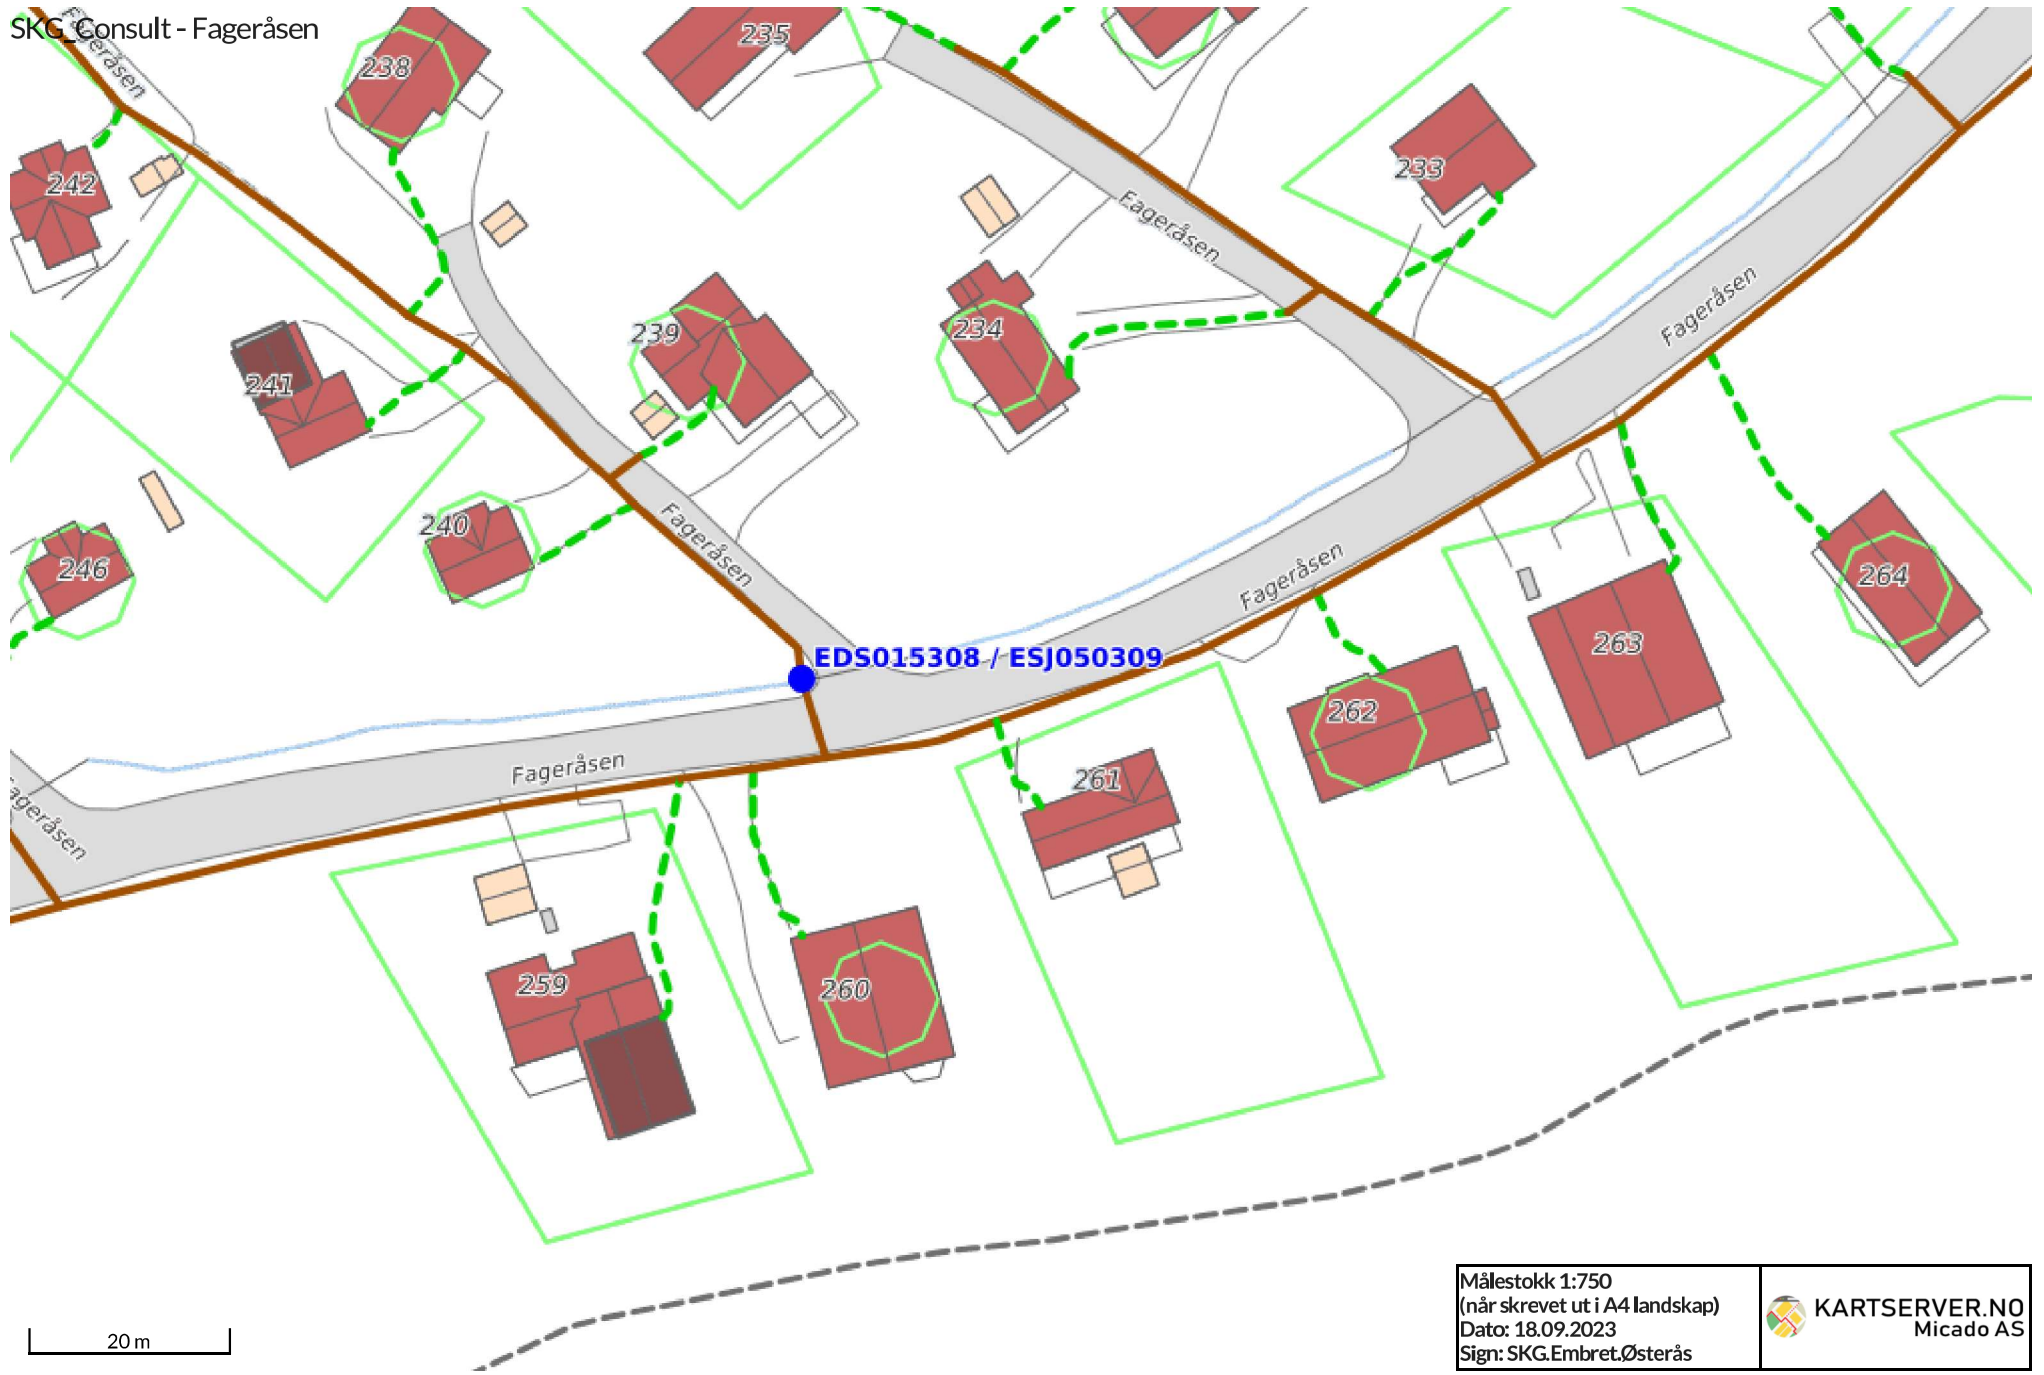 SKG_Consult - Fageråsen
Fageråsen
238
235
242
233
Fageråsen
Fageråsen
239
234
241
240
Fageråsen
246
Fageråsen
264
263
EDS015308 / ESJ050309
262
Fageråsen
261
ageråsen
259
260
Målestokk 1:750
(når skrevet ut i A4 landskap)
Dato: 18.09.2023
Sign: SKG.Embret.Østerås
KARTSERVER.NO
Micado AS
20 m